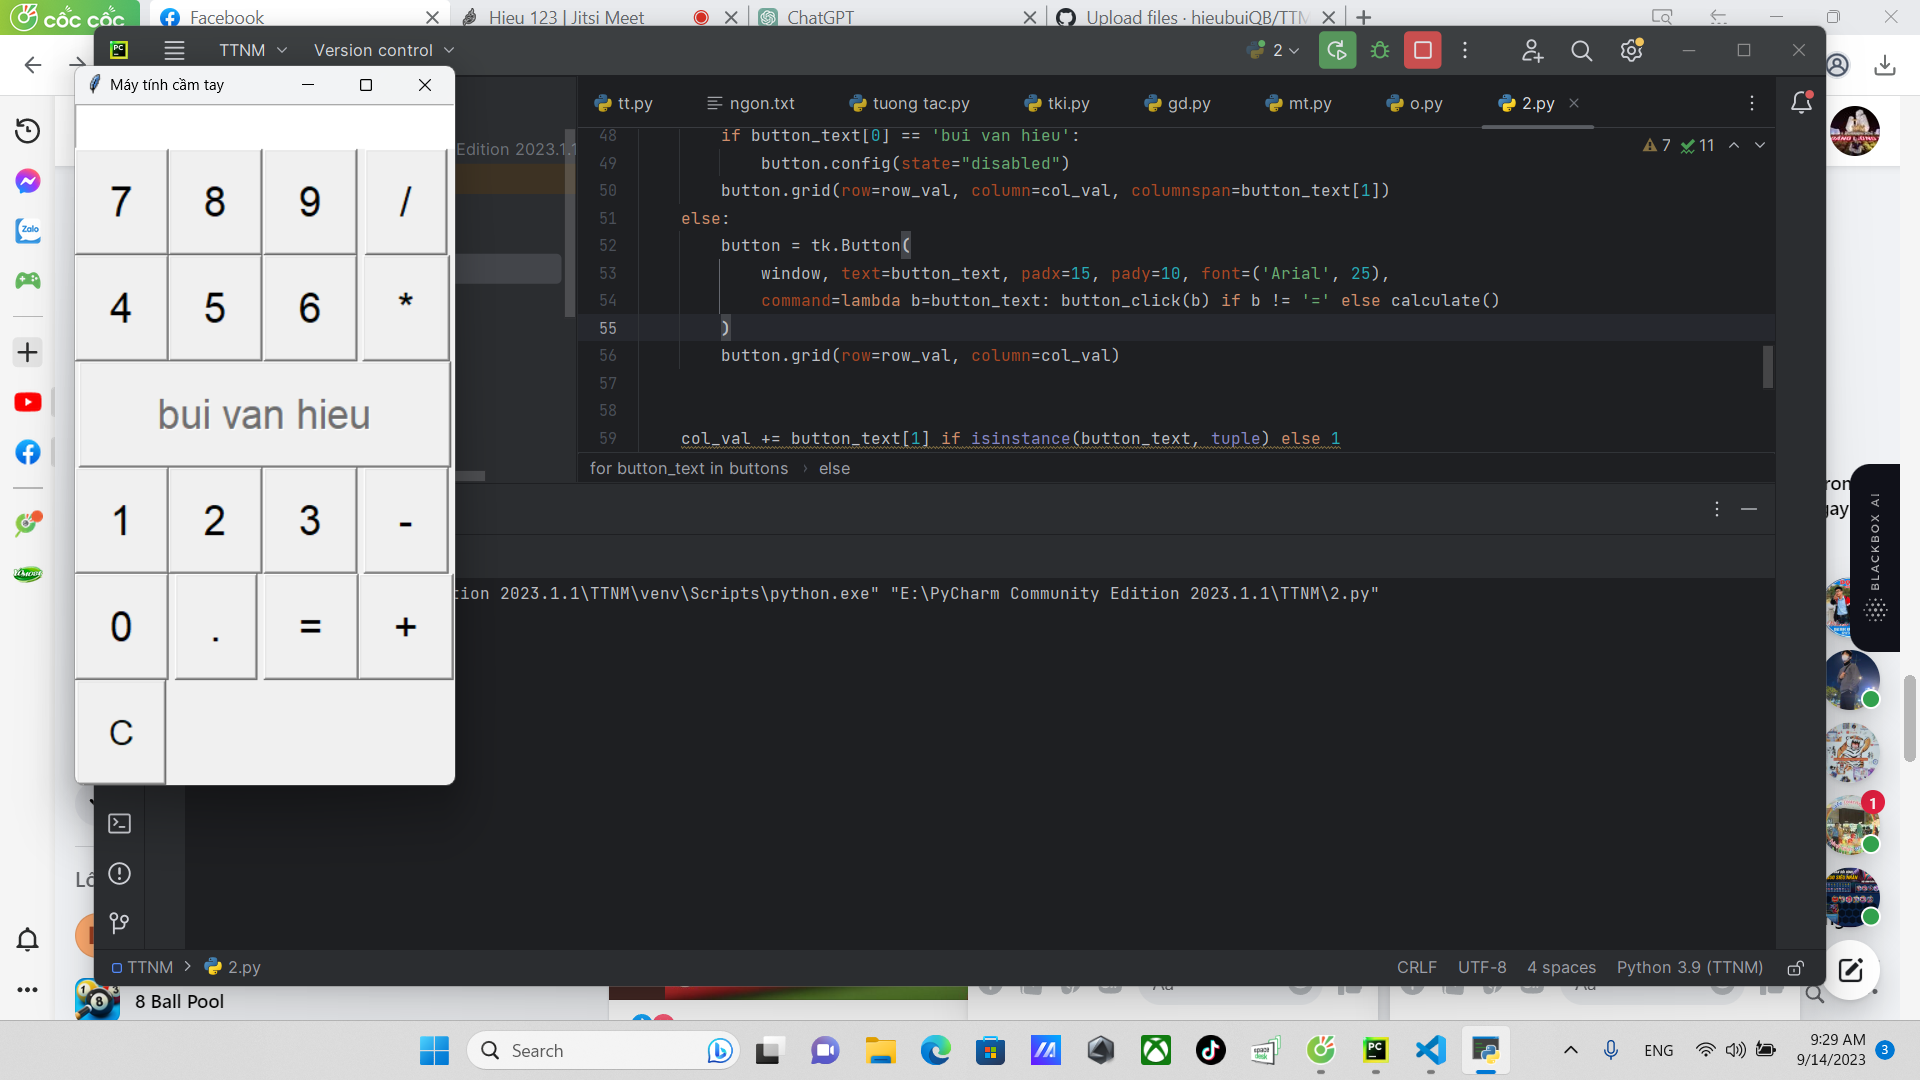 cốc cốc
Facebook
Hieu 123 | Jitsi Meet
ChatGPT
Upload files · hieubuiQB/TTM
PC
TTNM
Version control
2
Máy tính cầm tay
tt.py
ngon.txt
tuong tac.py
tki.py
gd.py
mt.py
o.py
2.py
7 8 9 /
4 5 6 *
bui van hieu
1 2 3 -
0 . = +
C
Edition 2023.1.1
7 11
48 if button_text[0] == 'bui van hieu':
49 button.config(state="disabled")
50 button.grid(row=row_val, column=col_val, columnspan=button_text[1])
51 else:
52 button = tk.Button(
53 window, text=button_text, padx=15, pady=10, font=('Arial', 25),
54 command=lambda b=button_text: button_click(b) if b != '=' else calculate()
55 )
56 button.grid(row=row_val, column=col_val)
57
58
59 col_val += button_text[1] if isinstance(button_text, tuple) else 1
for button_text in buttons › else
tion 2023.1.1\TTNM\venv\Scripts\python.exe" "E:\PyCharm Community Edition 2023.1.1\TTNM\2.py"
Zalo
BLACKBOX AI
1
TTNM > 2.py
CRLF UTF-8 4 spaces Python 3.9 (TTNM)
8 Ball Pool
Aa
Aa
Search
ENG
9:29 AM
9/14/2023
3